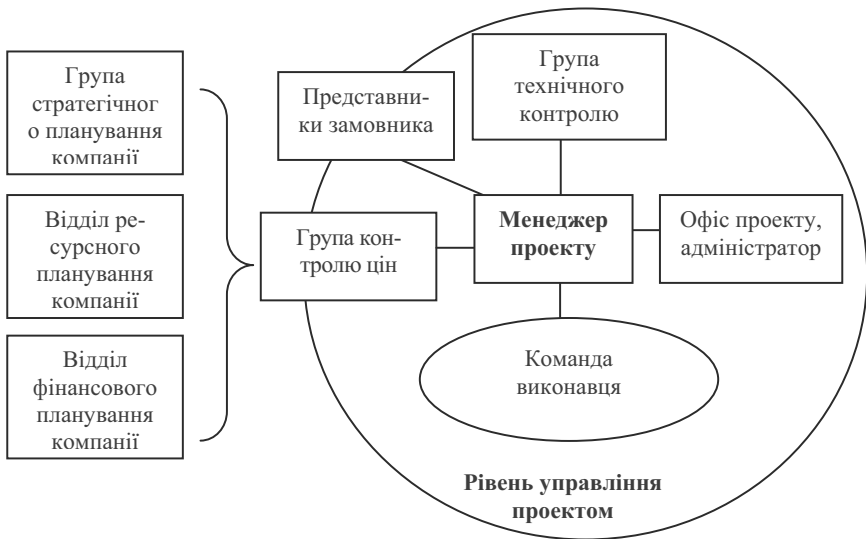 Група
стратегічног
о планування
компанії
Відділ ре-
сурсного
планування
компанії
Відділ
фінансового
планування
компанії
Представни-
ки замовника
Група
технічного
контролю
Група кон-
тролю цін
Менеджер
проекту
Офіс проекту,
адміністратор
Команда
виконавця
Рівень управління
проектом